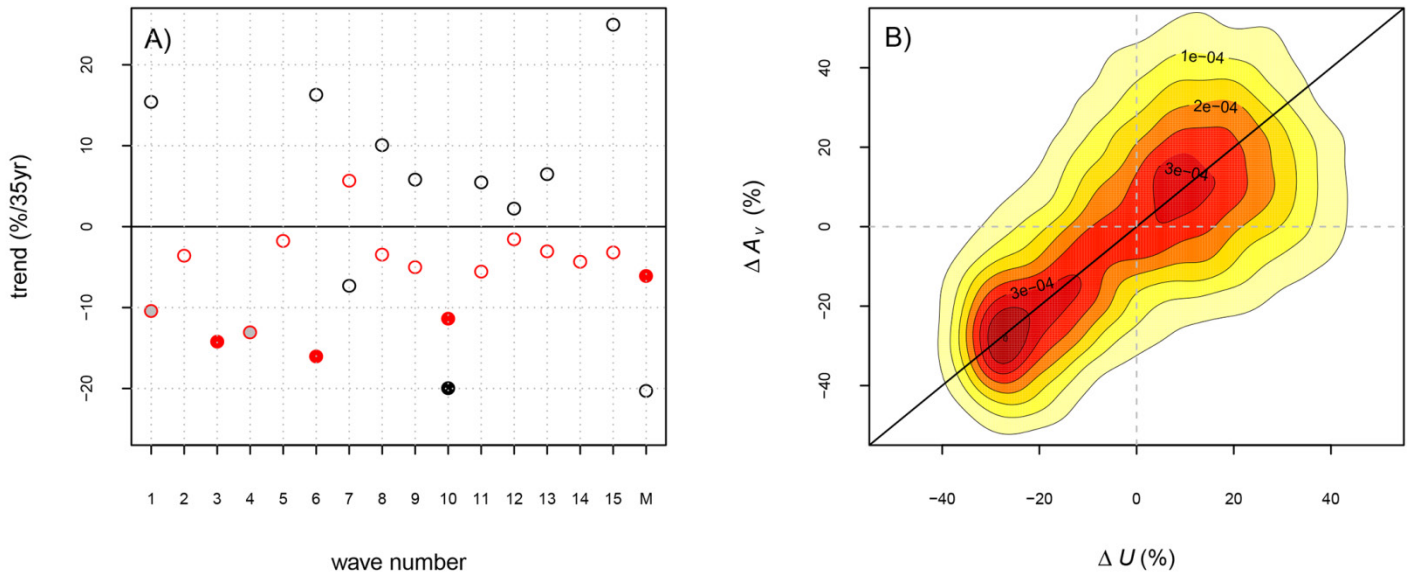 A)
trend (%/35yr)
20
10
0
−10
−20
1 2 3 4 5 6 7 8 9 10 11 12 13 14 15 M
wave number
B)
Δ Aᵥ (%)
40
20
0
−20
−40
1e−04
2e−04
3e−04
3e−04
−40 −20 0 20 40
Δ U (%)